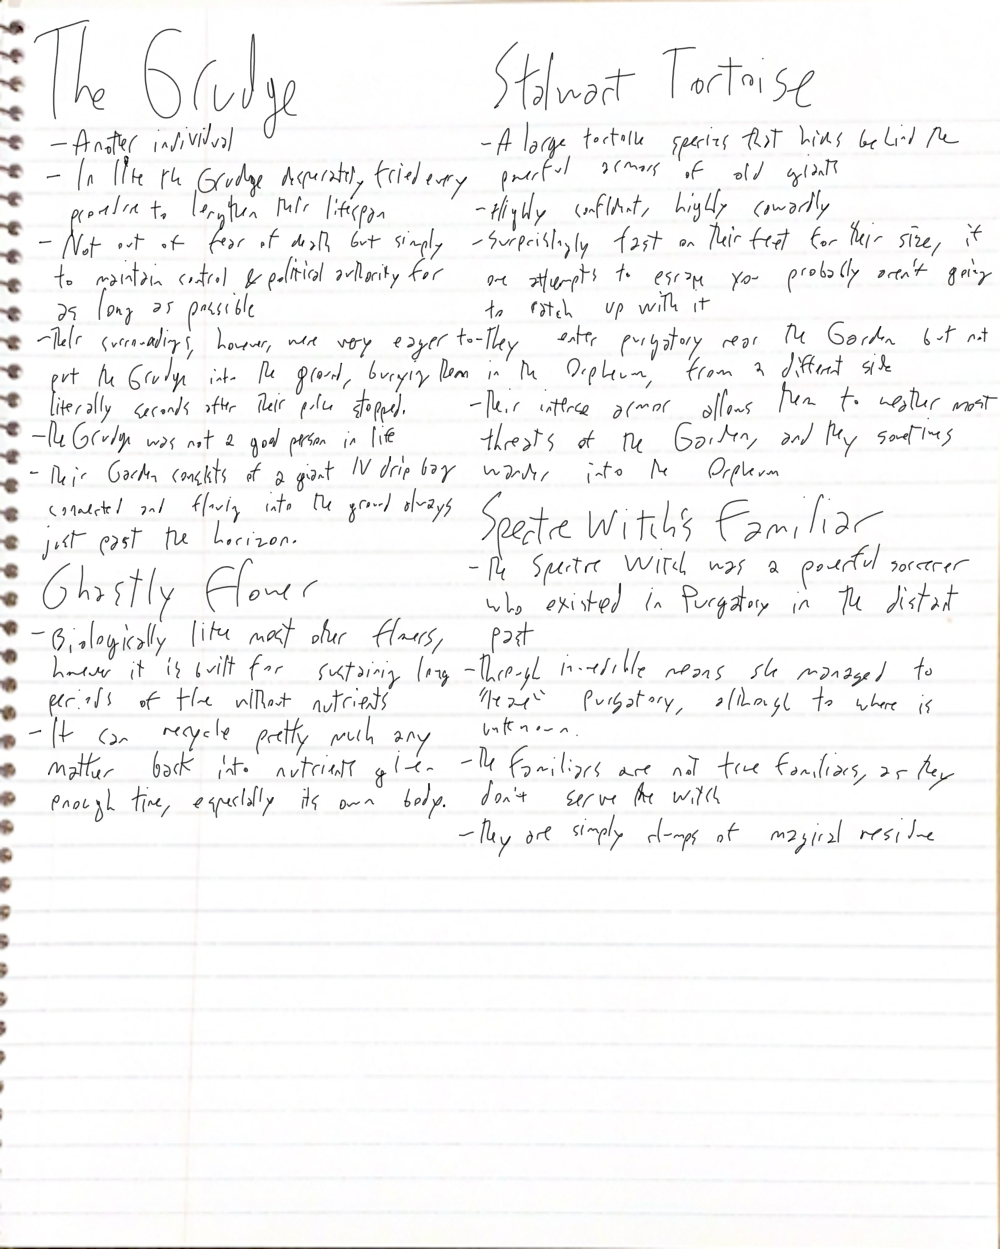 The Grudge
- Another individual
- In life the Grudge desperately tried every
procedure to lengthen their lifespan
- Not out of fear of death but simply
to maintain control & political authority for
as long as possible
- Their surroundings, however, were very eager to
put the Grudge into the ground, burying them
literally seconds after their pulse stopped.
- The Grudge was not a good person in life
- Their Garden consists of a giant IV drip bag
connected and flowing into the ground always
just past the horizon.
Ghastly Flower
- Biologically like most other flowers,
however it is built for sustaining long
periods of time without nutrients
- It can recycle pretty much any
matter back into nutrients given
enough time, especially its own body.
Stalwart Tortoise
- A large tortoise species that hides behind the
powerful armors of old giants
- Highly confident, highly cowardly
- Surprisingly fast on their feet for their size, if
one attempts to escape you probably aren't going
to catch up with it
- They enter purgatory near the Garden but not
in the Orpheum, from a different side
- Their intense armor allows them to weather most
threats of the Garden, and they sometimes
wander into the Orpheum
Spectre Witch's Familiar
- The Spectre Witch was a powerful sorcerer
who existed in Purgatory in the distant
past
- Through incredible means she managed to
"leave" Purgatory, although to where is
unknown.
- The Familiars are not true familiars, as they
don't serve the witch
- They are simply clumps of magical residue